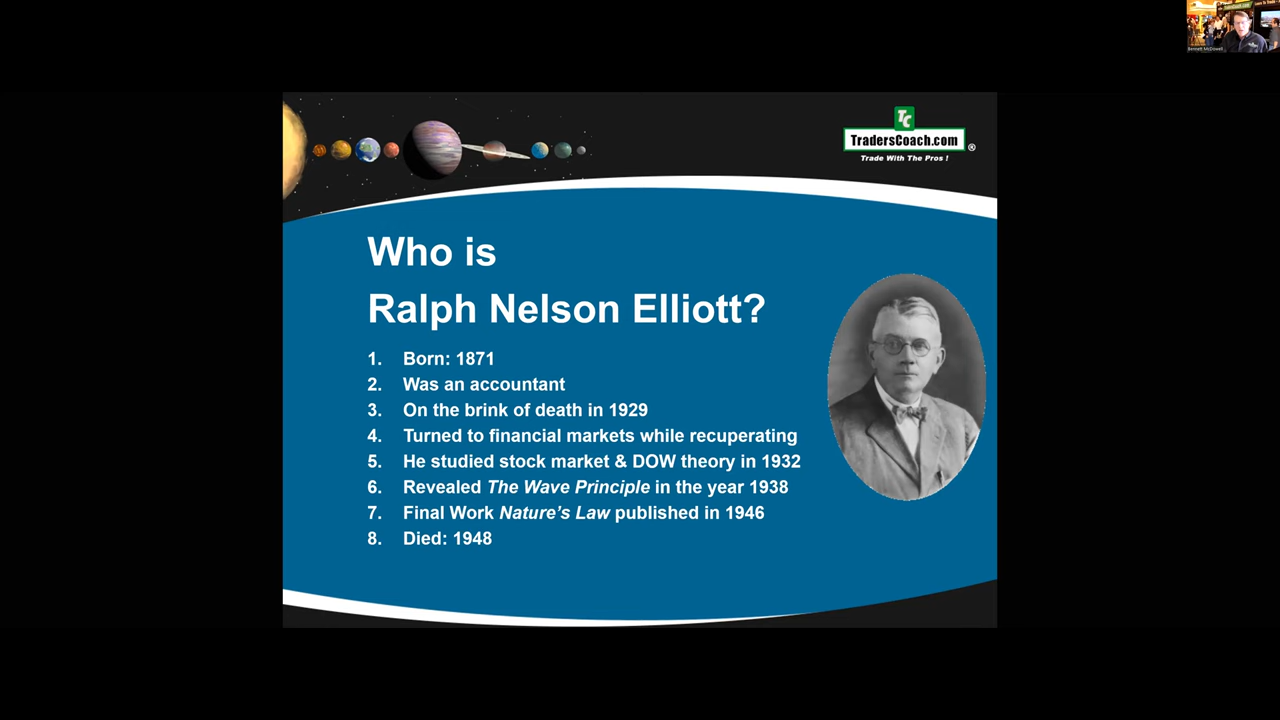 Bennett McDowell
TC
TradersCoach.com
®
Trade With The Pros !
Who is
Ralph Nelson Elliott?
1. Born: 1871
2. Was an accountant
3. On the brink of death in 1929
4. Turned to financial markets while recuperating
5. He studied stock market & DOW theory in 1932
6. Revealed The Wave Principle in the year 1938
7. Final Work Nature's Law published in 1946
8. Died: 1948